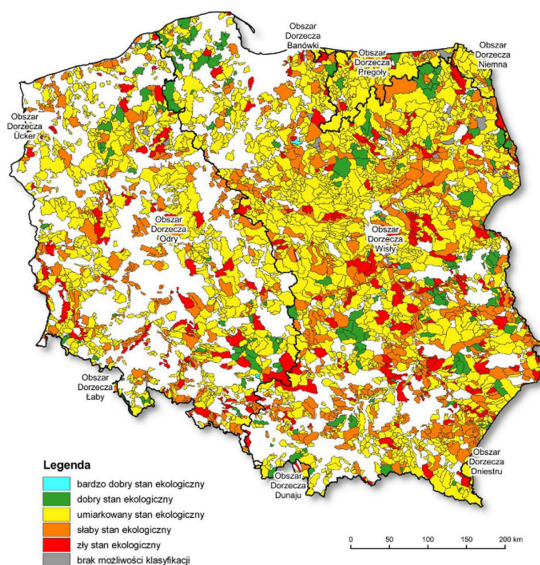 Obszar
Dorzecza
Banówki
Obszar
Dorzecza
Pregoły
Obszar
Dorzecza
Niemna
Obszar
Dorzecza
Ücker
Obszar
Dorzecza
Odry
Obszar
Dorzecza
Wisły
Obszar
Dorzecza
Łaby
Obszar
Dorzecza
Dniestru
Obszar
Dorzecza
Dunaju
Legenda
bardzo dobry stan ekologiczny
dobry stan ekologiczny
umiarkowany stan ekologiczny
słaby stan ekologiczny
zły stan ekologiczny
brak możliwości klasyfikacji
0 50 100 150 200 km